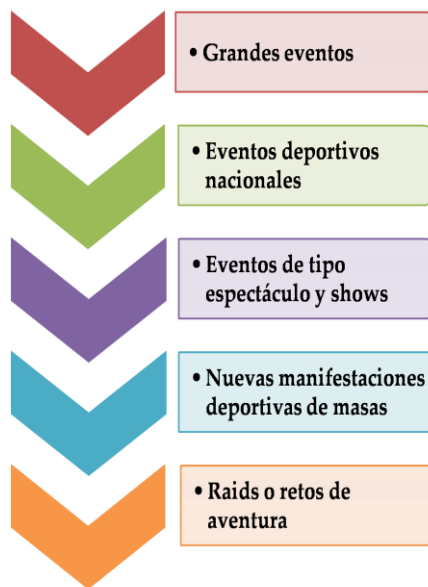 • Grandes eventos
• Eventos deportivos
nacionales
• Eventos de tipo
espectáculo y shows
• Nuevas manifestaciones
deportivas de masas
• Raids o retos de
aventura